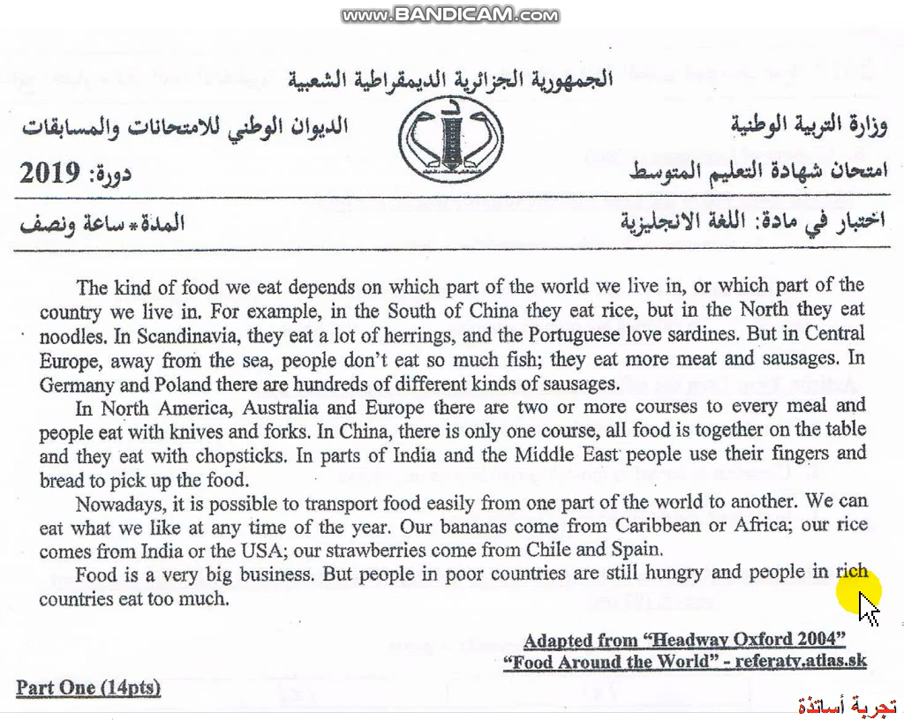 www.BANDICAM.com
الجمهورية الجزائرية الديمقراطية الشعبية
وزارة التربية الوطنية
الديوان الوطني للامتحانات والمسابقات
امتحان شهادة التعليم المتوسط
دورة: 2019
اختبار في مادة: اللغة الانجليزية
المدة: ساعة ونصف
The kind of food we eat depends on which part of the world we live in, or which part of the
country we live in. For example, in the South of China they eat rice, but in the North they eat
noodles. In Scandinavia, they eat a lot of herrings, and the Portuguese love sardines. But in Central
Europe, away from the sea, people don't eat so much fish; they eat more meat and sausages. In
Germany and Poland there are hundreds of different kinds of sausages.
In North America, Australia and Europe there are two or more courses to every meal and
people eat with knives and forks. In China, there is only one course, all food is together on the table
and they eat with chopsticks. In parts of India and the Middle East people use their fingers and
bread to pick up the food.
Nowadays, it is possible to transport food easily from one part of the world to another. We can
eat what we like at any time of the year. Our bananas come from Caribbean or Africa; our rice
comes from India or the USA; our strawberries come from Chile and Spain.
Food is a very big business. But people in poor countries are still hungry and people in rich
countries eat too much.
Adapted from "Headway Oxford 2004"
"Food Around the World" - referaty.atlas.sk
Part One (14pts)
تجربة أساتذة